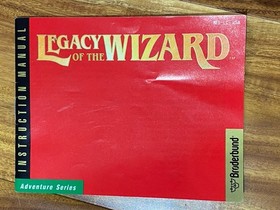 LEGACY
OF THE
WIZARD
INSTRUCTION MANUAL
Adventure Series
Brøderbund